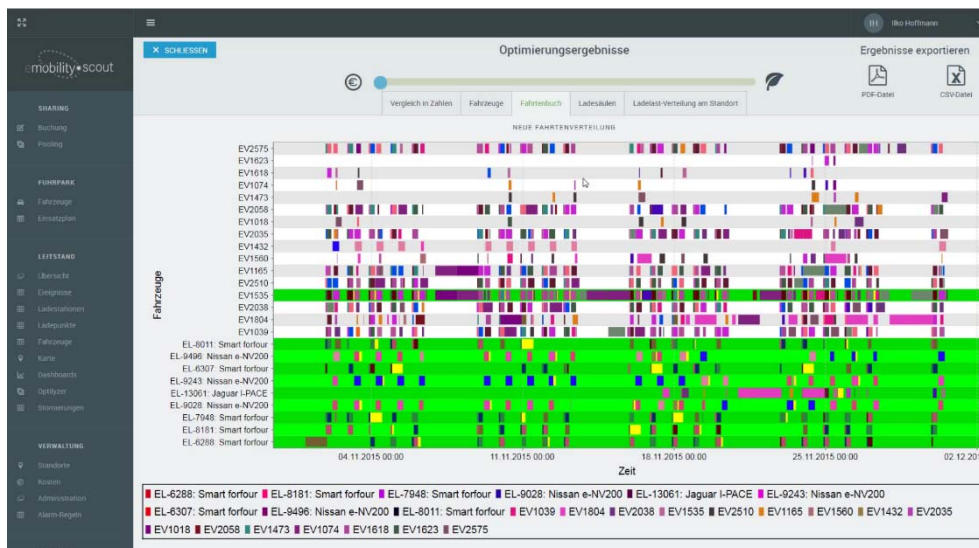 IH Ilko Hoffmann
emobility scout
× SCHLIESSEN
Optimierungsergebnisse
Ergebnisse exportieren
PDF-Datei
CSV-Datei
Vergleich in Zahlen Fahrzeuge Fahrtenbuch Ladesäulen Ladelast-Verteilung am Standort
NEUE FAHRTENVERTEILUNG
SHARING
Buchung
Pooling
FUHRPARK
Fahrzeuge
Einsatzplan
LEITSTAND
Übersicht
Ereignisse
Ladestationen
Ladepunkte
Fahrzeuge
Karte
Dashboards
Optilyzer
Stornierungen
VERWALTUNG
Standorte
Kosten
Administration
Alarm-Regeln
Fahrzeuge
EV2575
EV1623
EV1618
EV1074
EV1473
EV2058
EV1018
EV2035
EV1432
EV1560
EV1165
EV2510
EV1535
EV2038
EV1804
EV1039
EL-8011: Smart forfour
EL-9496: Nissan e-NV200
EL-6307: Smart forfour
EL-9243: Nissan e-NV200
EL-13061: Jaguar I-PACE
EL-9028: Nissan e-NV200
EL-7948: Smart forfour
EL-8181: Smart forfour
EL-6288: Smart forfour
04.11.2015 00:00 11.11.2015 00:00 18.11.2015 00:00 25.11.2015 00:00 02.12.201
Zeit
EL-6288: Smart forfour EL-8181: Smart forfour EL-7948: Smart forfour EL-9028: Nissan e-NV200 EL-13061: Jaguar I-PACE EL-9243: Nissan e-NV200
EL-6307: Smart forfour EL-9496: Nissan e-NV200 EL-8011: Smart forfour EV1039 EV1804 EV2038 EV1535 EV2510 EV1165 EV1560 EV1432 EV2035
EV1018 EV2058 EV1473 EV1074 EV1618 EV1623 EV2575